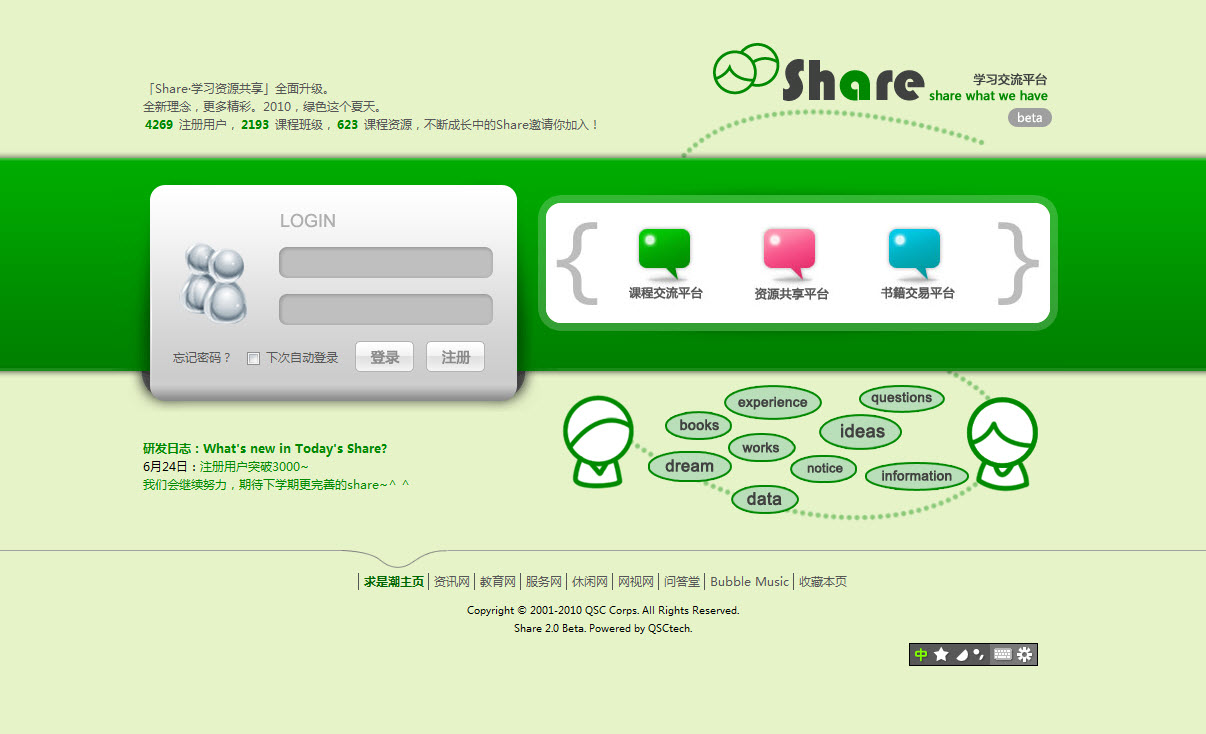 「Share·学习资源共享」全面升级。
全新理念，更多精彩。2010，绿色这个夏天。
4269 注册用户，2193 课程班级，623 课程资源，不断成长中的Share邀请你加入！
Share
学习交流平台
share what we have
beta
LOGIN
忘记密码？
下次自动登录
登录
注册
{
课程交流平台
资源共享平台
书籍交易平台
}
experience
questions
books
ideas
works
dream
notice
information
data
研发日志：What's new in Today's Share?
6月24日：注册用户突破3000~
我们会继续努力，期待下学期更完善的share~^ ^
求是潮主页│资讯网│教育网│服务网│休闲网│网视网│问答堂│Bubble Music│收藏本页
Copyright © 2001-2010 QSC Corps. All Rights Reserved.
Share 2.0 Beta. Powered by QSCtech.
中